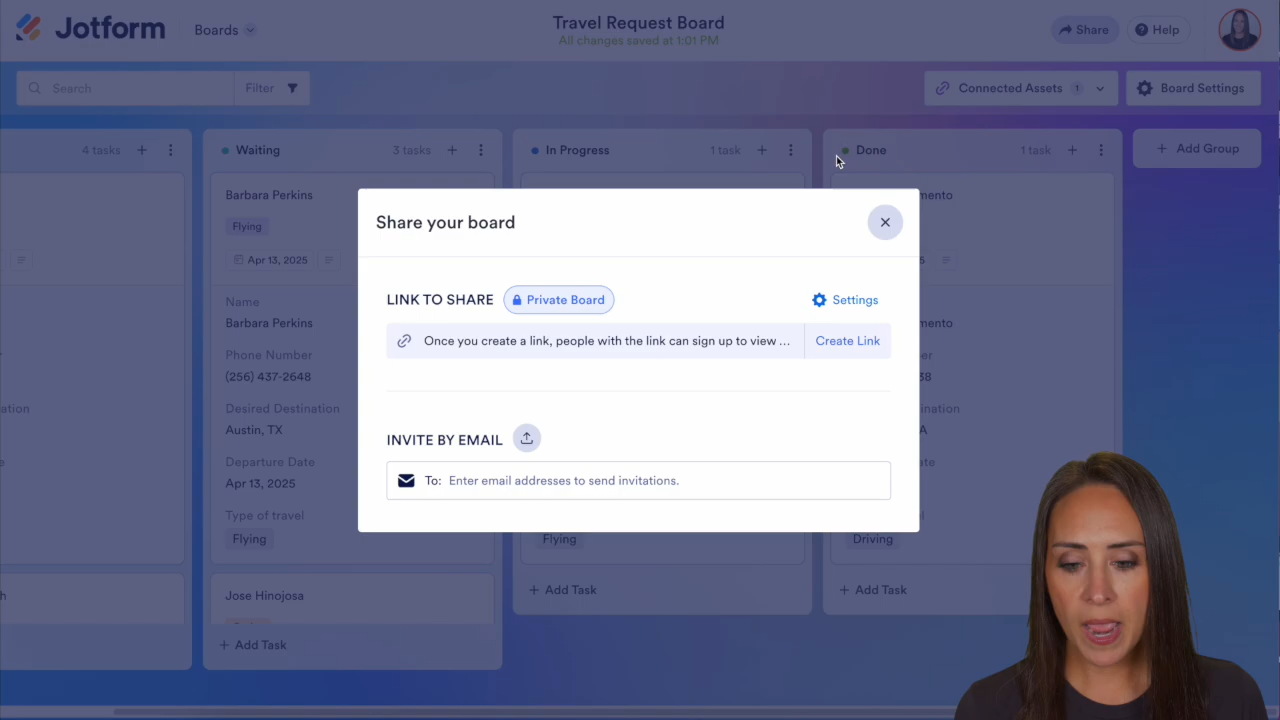 Jotform
Boards
Travel Request Board
All changes saved at 1:01 PM
Share
Help
Search
Filter
Connected Assets 1
Board Settings
4 tasks
Waiting
3 tasks
In Progress
1 task
Done
1 task
Add Group
Barbara Perkins
Flying
Apr 13, 2025
Name
Barbara Perkins
Phone Number
(256) 437-2648
Desired Destination
Austin, TX
Departure Date
Apr 13, 2025
Type of travel
Flying
Jose Hinojosa
Add Task
Share your board
LINK TO SHARE
Private Board
Settings
Once you create a link, people with the link can sign up to view ...
Create Link
INVITE BY EMAIL
To: Enter email addresses to send invitations.
Flying
Add Task
mento
mento
38
ination
Driving
Add Task